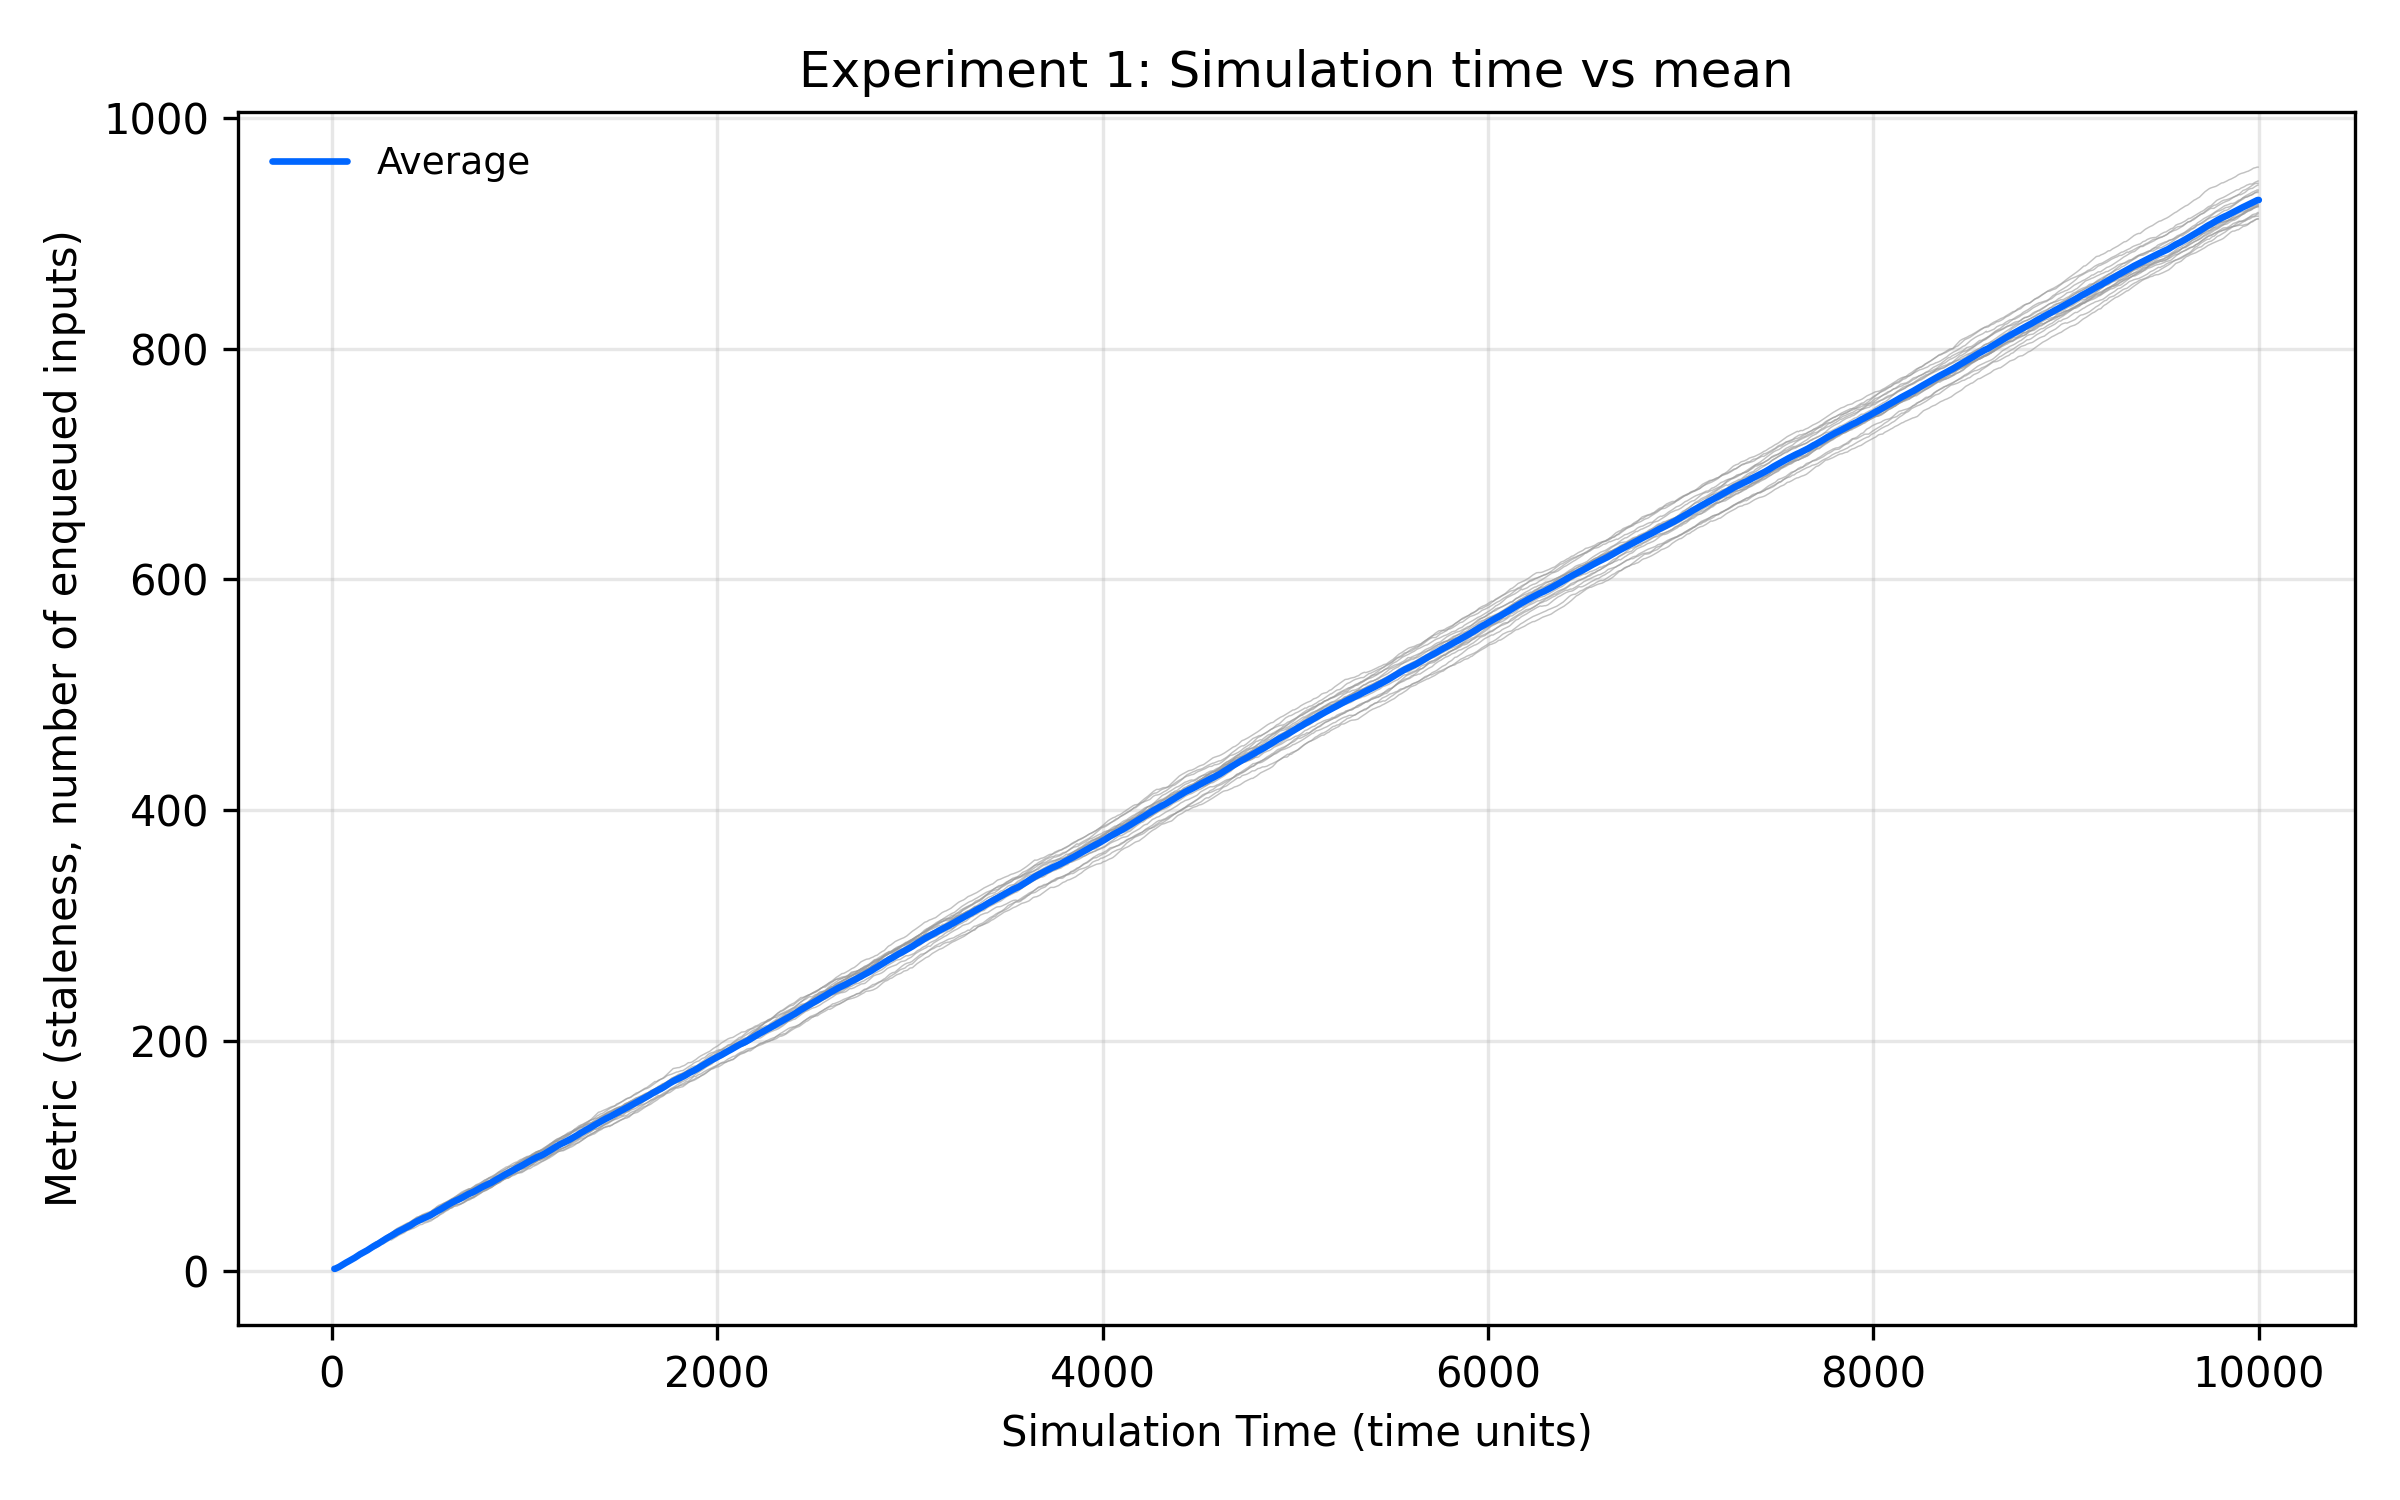 Experiment 1: Simulation time vs mean
Average
Metric (staleness, number of enqueued inputs)
1000
800
600
400
200
0
0 2000 4000 6000 8000 10000
Simulation Time (time units)